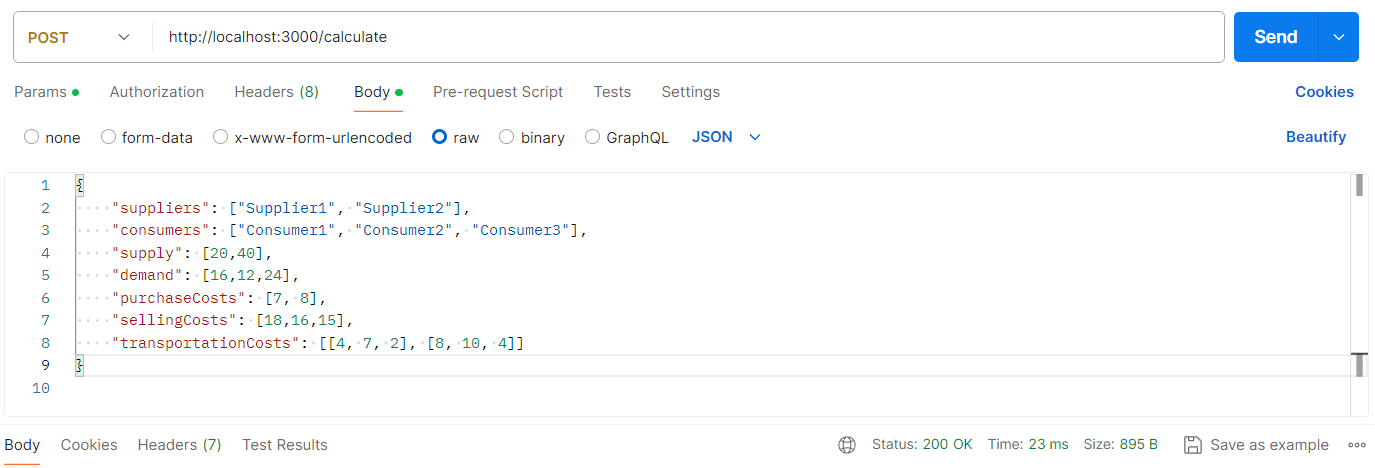 POST http://localhost:3000/calculate Send
Params Authorization Headers (8) Body Pre-request Script Tests Settings Cookies
none form-data x-www-form-urlencoded raw binary GraphQL JSON Beautify
1 {
2 "suppliers": ["Supplier1", "Supplier2"],
3 "consumers": ["Consumer1", "Consumer2", "Consumer3"],
4 "supply": [20,40],
5 "demand": [16,12,24],
6 "purchaseCosts": [7, 8],
7 "sellingCosts": [18,16,15],
8 "transportationCosts": [[4, 7, 2], [8, 10, 4]]
9 }
10
Body Cookies Headers (7) Test Results Status: 200 OK Time: 23 ms Size: 895 B Save as example